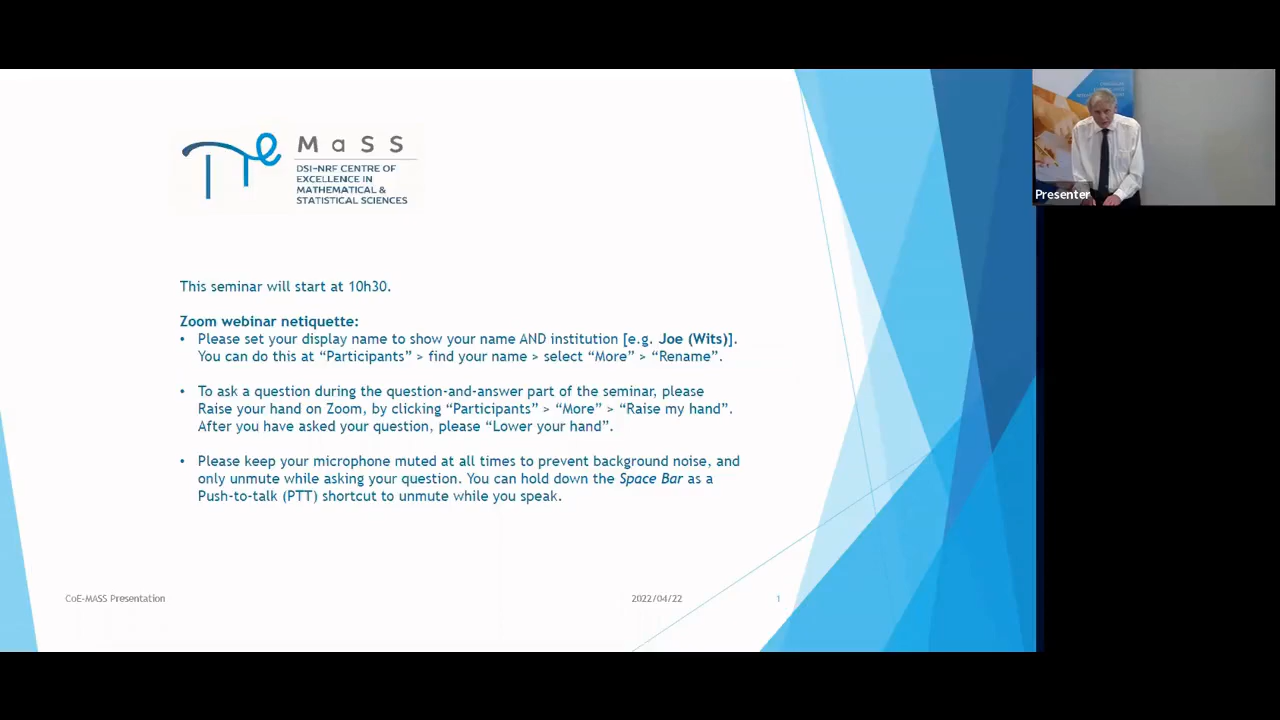 MaSS
DSI-NRF CENTRE OF
EXCELLENCE IN
MATHEMATICAL &
STATISTICAL SCIENCES
Presenter
This seminar will start at 10h30.
Zoom webinar netiquette:
• Please set your display name to show your name AND institution [e.g. Joe (Wits)].
You can do this at “Participants” > find your name > select “More” > “Rename”.
• To ask a question during the question-and-answer part of the seminar, please
Raise your hand on Zoom, by clicking “Participants” > “More” > “Raise my hand”.
After you have asked your question, please “Lower your hand”.
• Please keep your microphone muted at all times to prevent background noise, and
only unmute while asking your question. You can hold down the Space Bar as a
Push-to-talk (PTT) shortcut to unmute while you speak.
CoE-MASS Presentation
2022/04/22
1